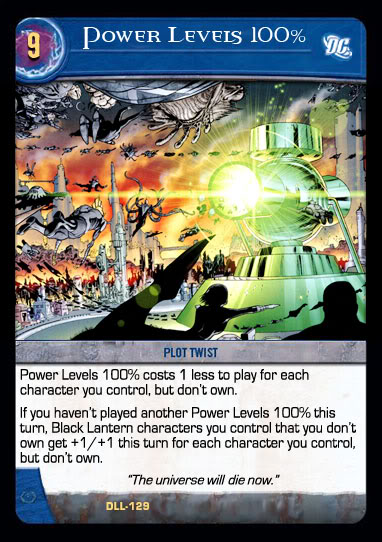 9
Power Levels 100%
DC
PLOT TWIST
Power Levels 100% costs 1 less to play for each
character you control, but don't own.
If you haven't played another Power Levels 100% this
turn, Black Lantern characters you control that you don't
own get +1/+1 this turn for each character you control,
but don't own.
"The universe will die now."
DLL-129